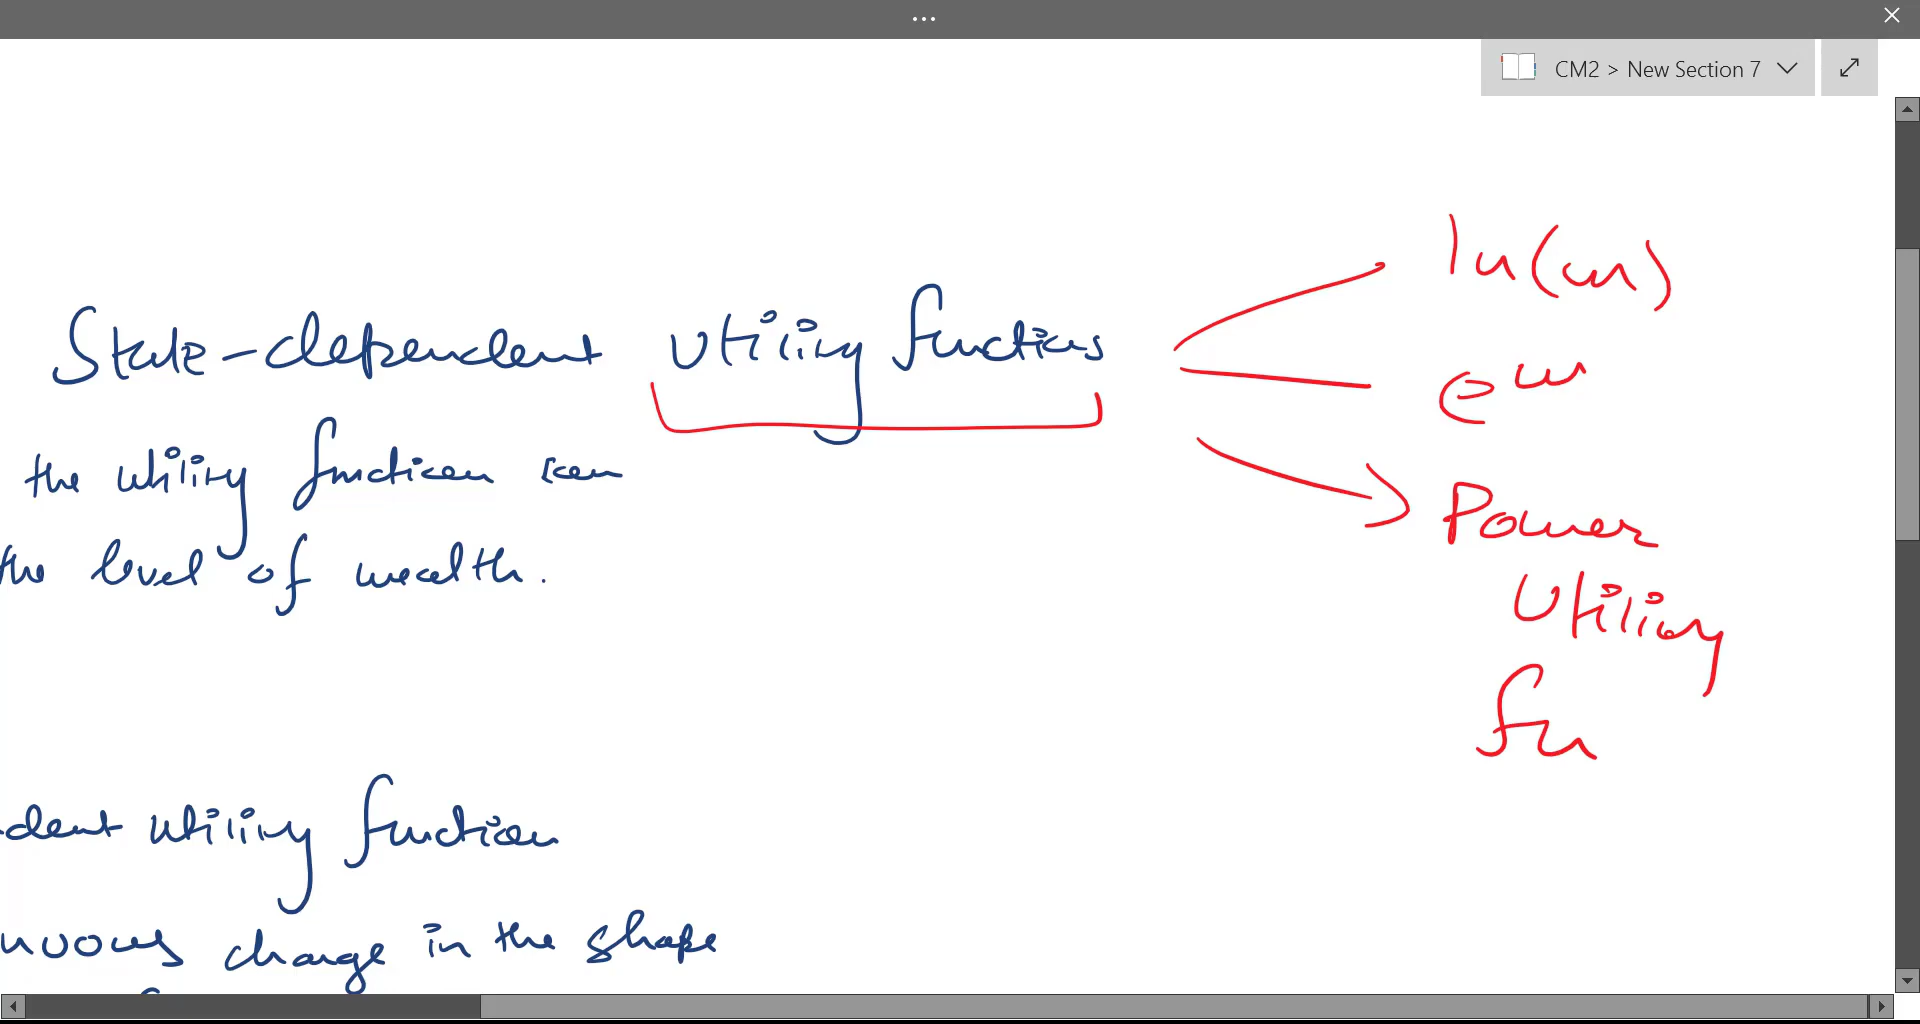 CM2 > New Section 7
State-dependent utility functions
ln(w)
e^w
the utility function can
Power
the level of wealth.
Utility
fn
dent utility function
nuous change in the shape